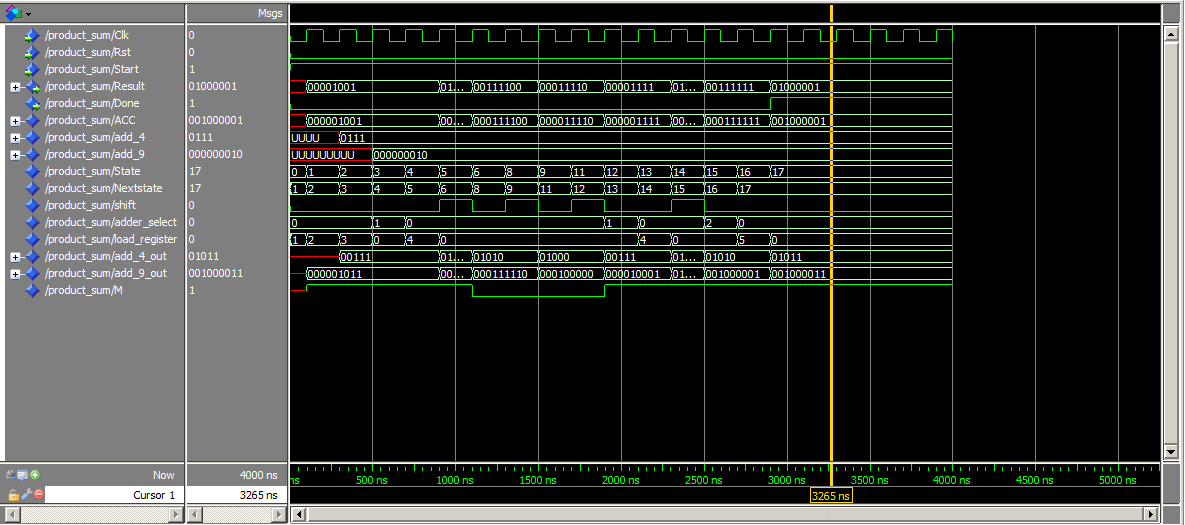 Msgs
/product_sum/Clk 0
/product_sum/Rst 0
/product_sum/Start 1
/product_sum/Result 01000001 00001001 01... 00111100 00011110 00001111 01... 00111111 01000001
/product_sum/Done 1
/product_sum/ACC 001000001 000001001 00... 000111100 000011110 000001111 00... 000111111 001000001
/product_sum/add_4 0111 UUUU 0111
/product_sum/add_9 000000010 UUUUUUUUU 000000010
/product_sum/State 17 0 1 2 3 4 5 6 8 9 11 12 13 14 15 16 17
/product_sum/Nextstate 17 1 2 3 4 5 6 8 9 11 12 13 14 15 16 17
/product_sum/shift 0
/product_sum/adder_select 0 0 1 0 1 0 2 0
/product_sum/load_register 0 1 2 3 0 4 0 4 0 5 0
/product_sum/add_4_out 01011 00111 01... 01010 01000 00111 01... 01010 01011
/product_sum/add_9_out 001000011 000001011 00... 000111110 000100000 000010001 01... 001000001 001000011
/product_sum/M 1
Now 4000 ns ns 500 ns 1000 ns 1500 ns 2000 ns 2500 ns 3000 ns 3500 ns 4000 ns 4500 ns 5000 ns
Cursor 1 3265 ns 3265 ns